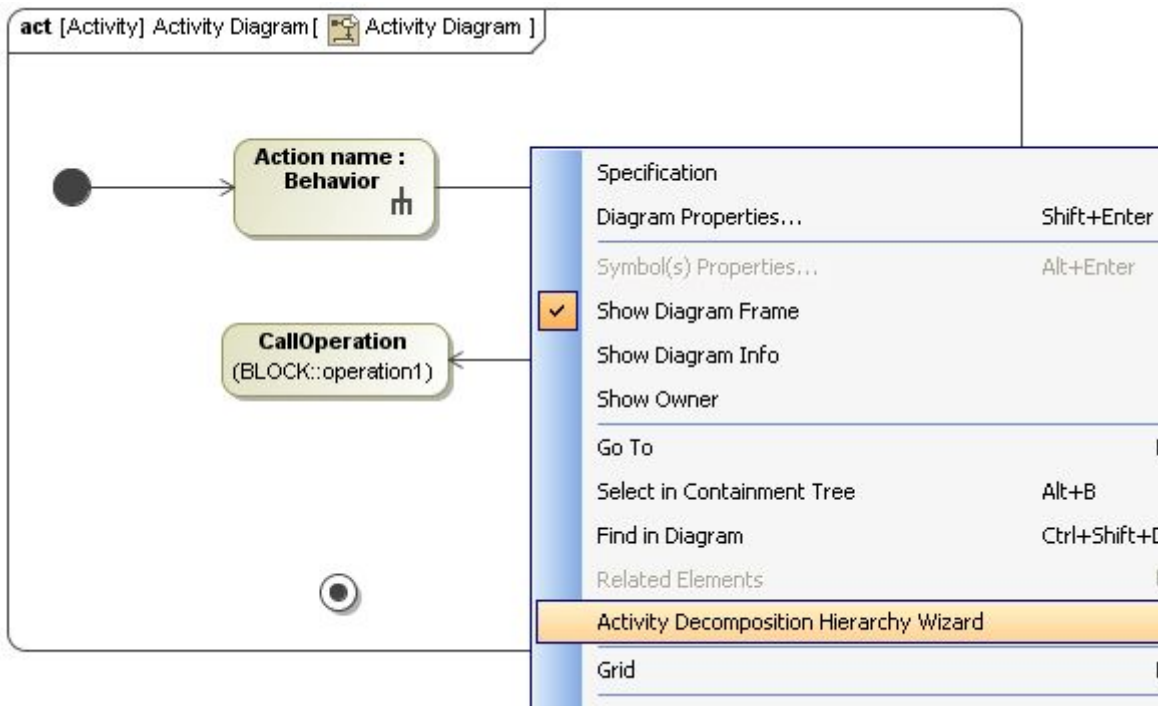 act [Activity] Activity Diagram [ Activity Diagram ]
Action name :
Behavior
CallOperation
(BLOCK::operation1)
Specification
Diagram Properties... Shift+Enter
Symbol(s) Properties... Alt+Enter
Show Diagram Frame
Show Diagram Info
Show Owner
Go To
Select in Containment Tree Alt+B
Find in Diagram Ctrl+Shift+D
Related Elements
Activity Decomposition Hierarchy Wizard
Grid